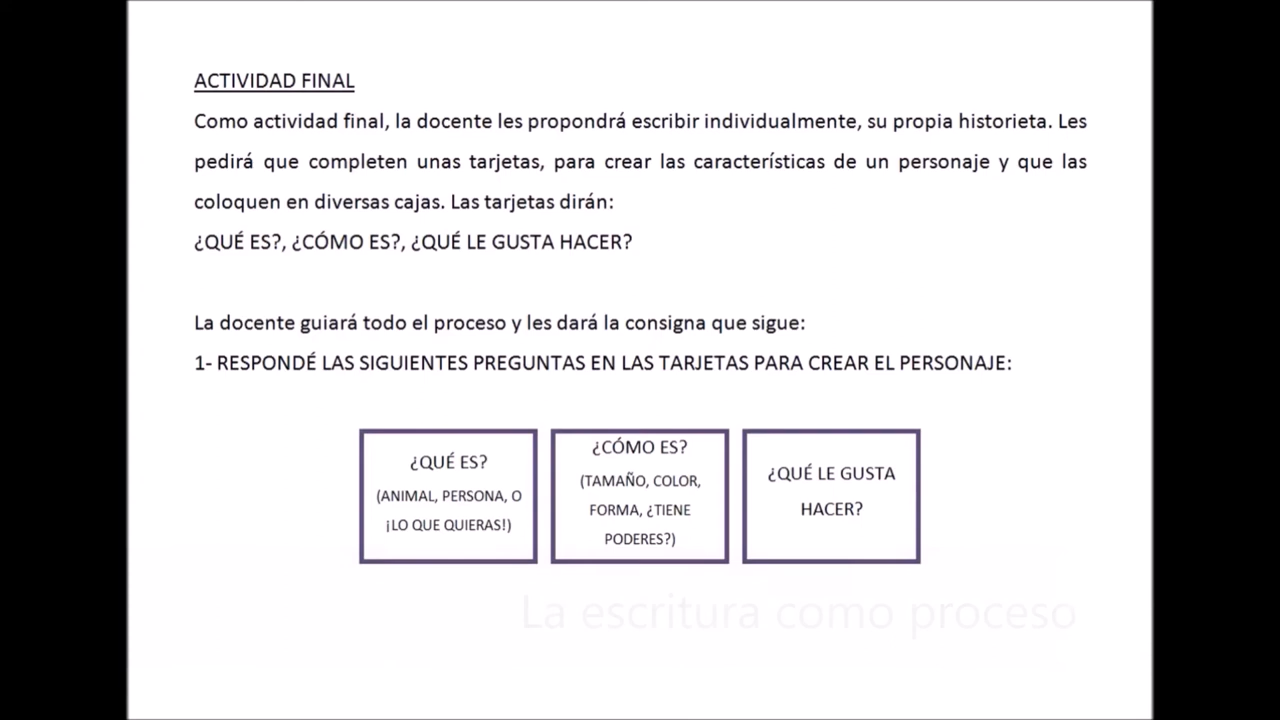 ACTIVIDAD FINAL
Como actividad final, la docente les propondrá escribir individualmente, su propia historieta. Les
pedirá que completen unas tarjetas, para crear las características de un personaje y que las
coloquen en diversas cajas. Las tarjetas dirán:
¿QUÉ ES?, ¿CÓMO ES?, ¿QUÉ LE GUSTA HACER?
La docente guiará todo el proceso y les dará la consigna que sigue:
1- RESPONDÉ LAS SIGUIENTES PREGUNTAS EN LAS TARJETAS PARA CREAR EL PERSONAJE:
¿QUÉ ES?
(ANIMAL, PERSONA, O
¡LO QUE QUIERAS!)
¿CÓMO ES?
(TAMAÑO, COLOR,
FORMA, ¿TIENE
PODERES?)
¿QUÉ LE GUSTA
HACER?
La escritura como proceso